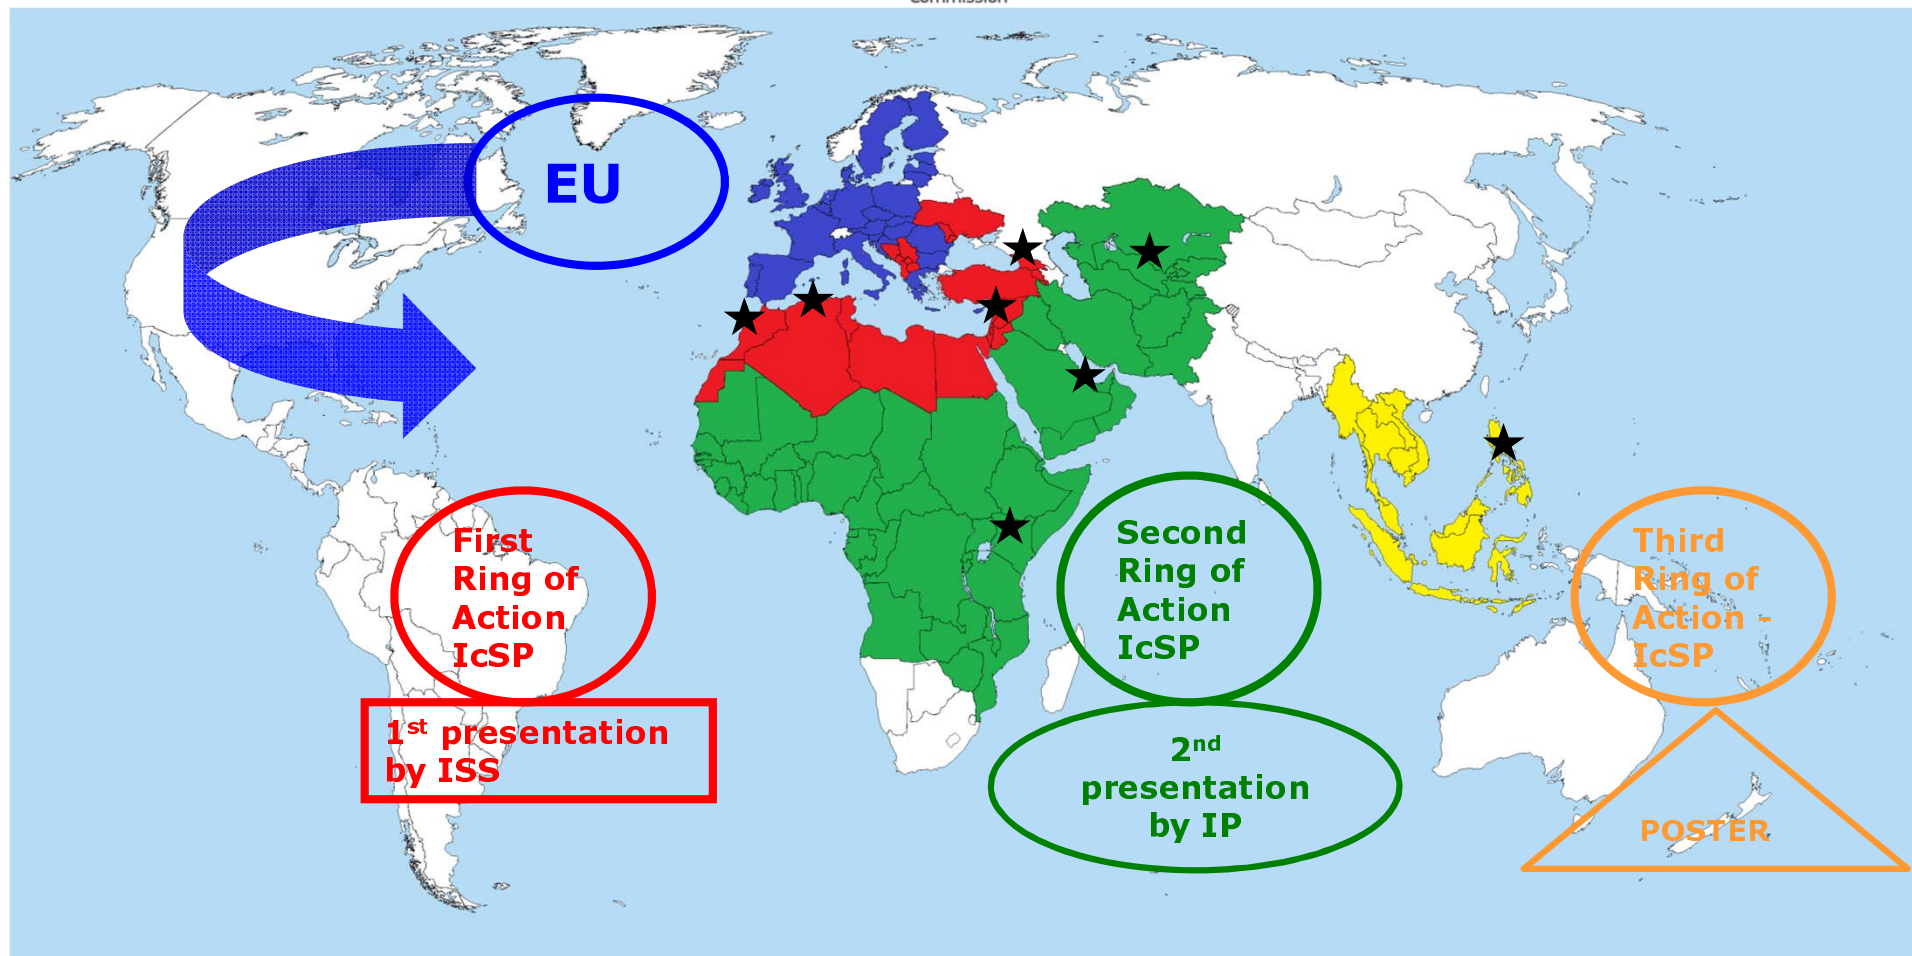 Commission
EU
First
Ring of
Action
IcSP
1st presentation
by ISS
Second
Ring of
Action
IcSP
2nd
presentation
by IP
Third
Ring of
Action -
IcSP
POSTER